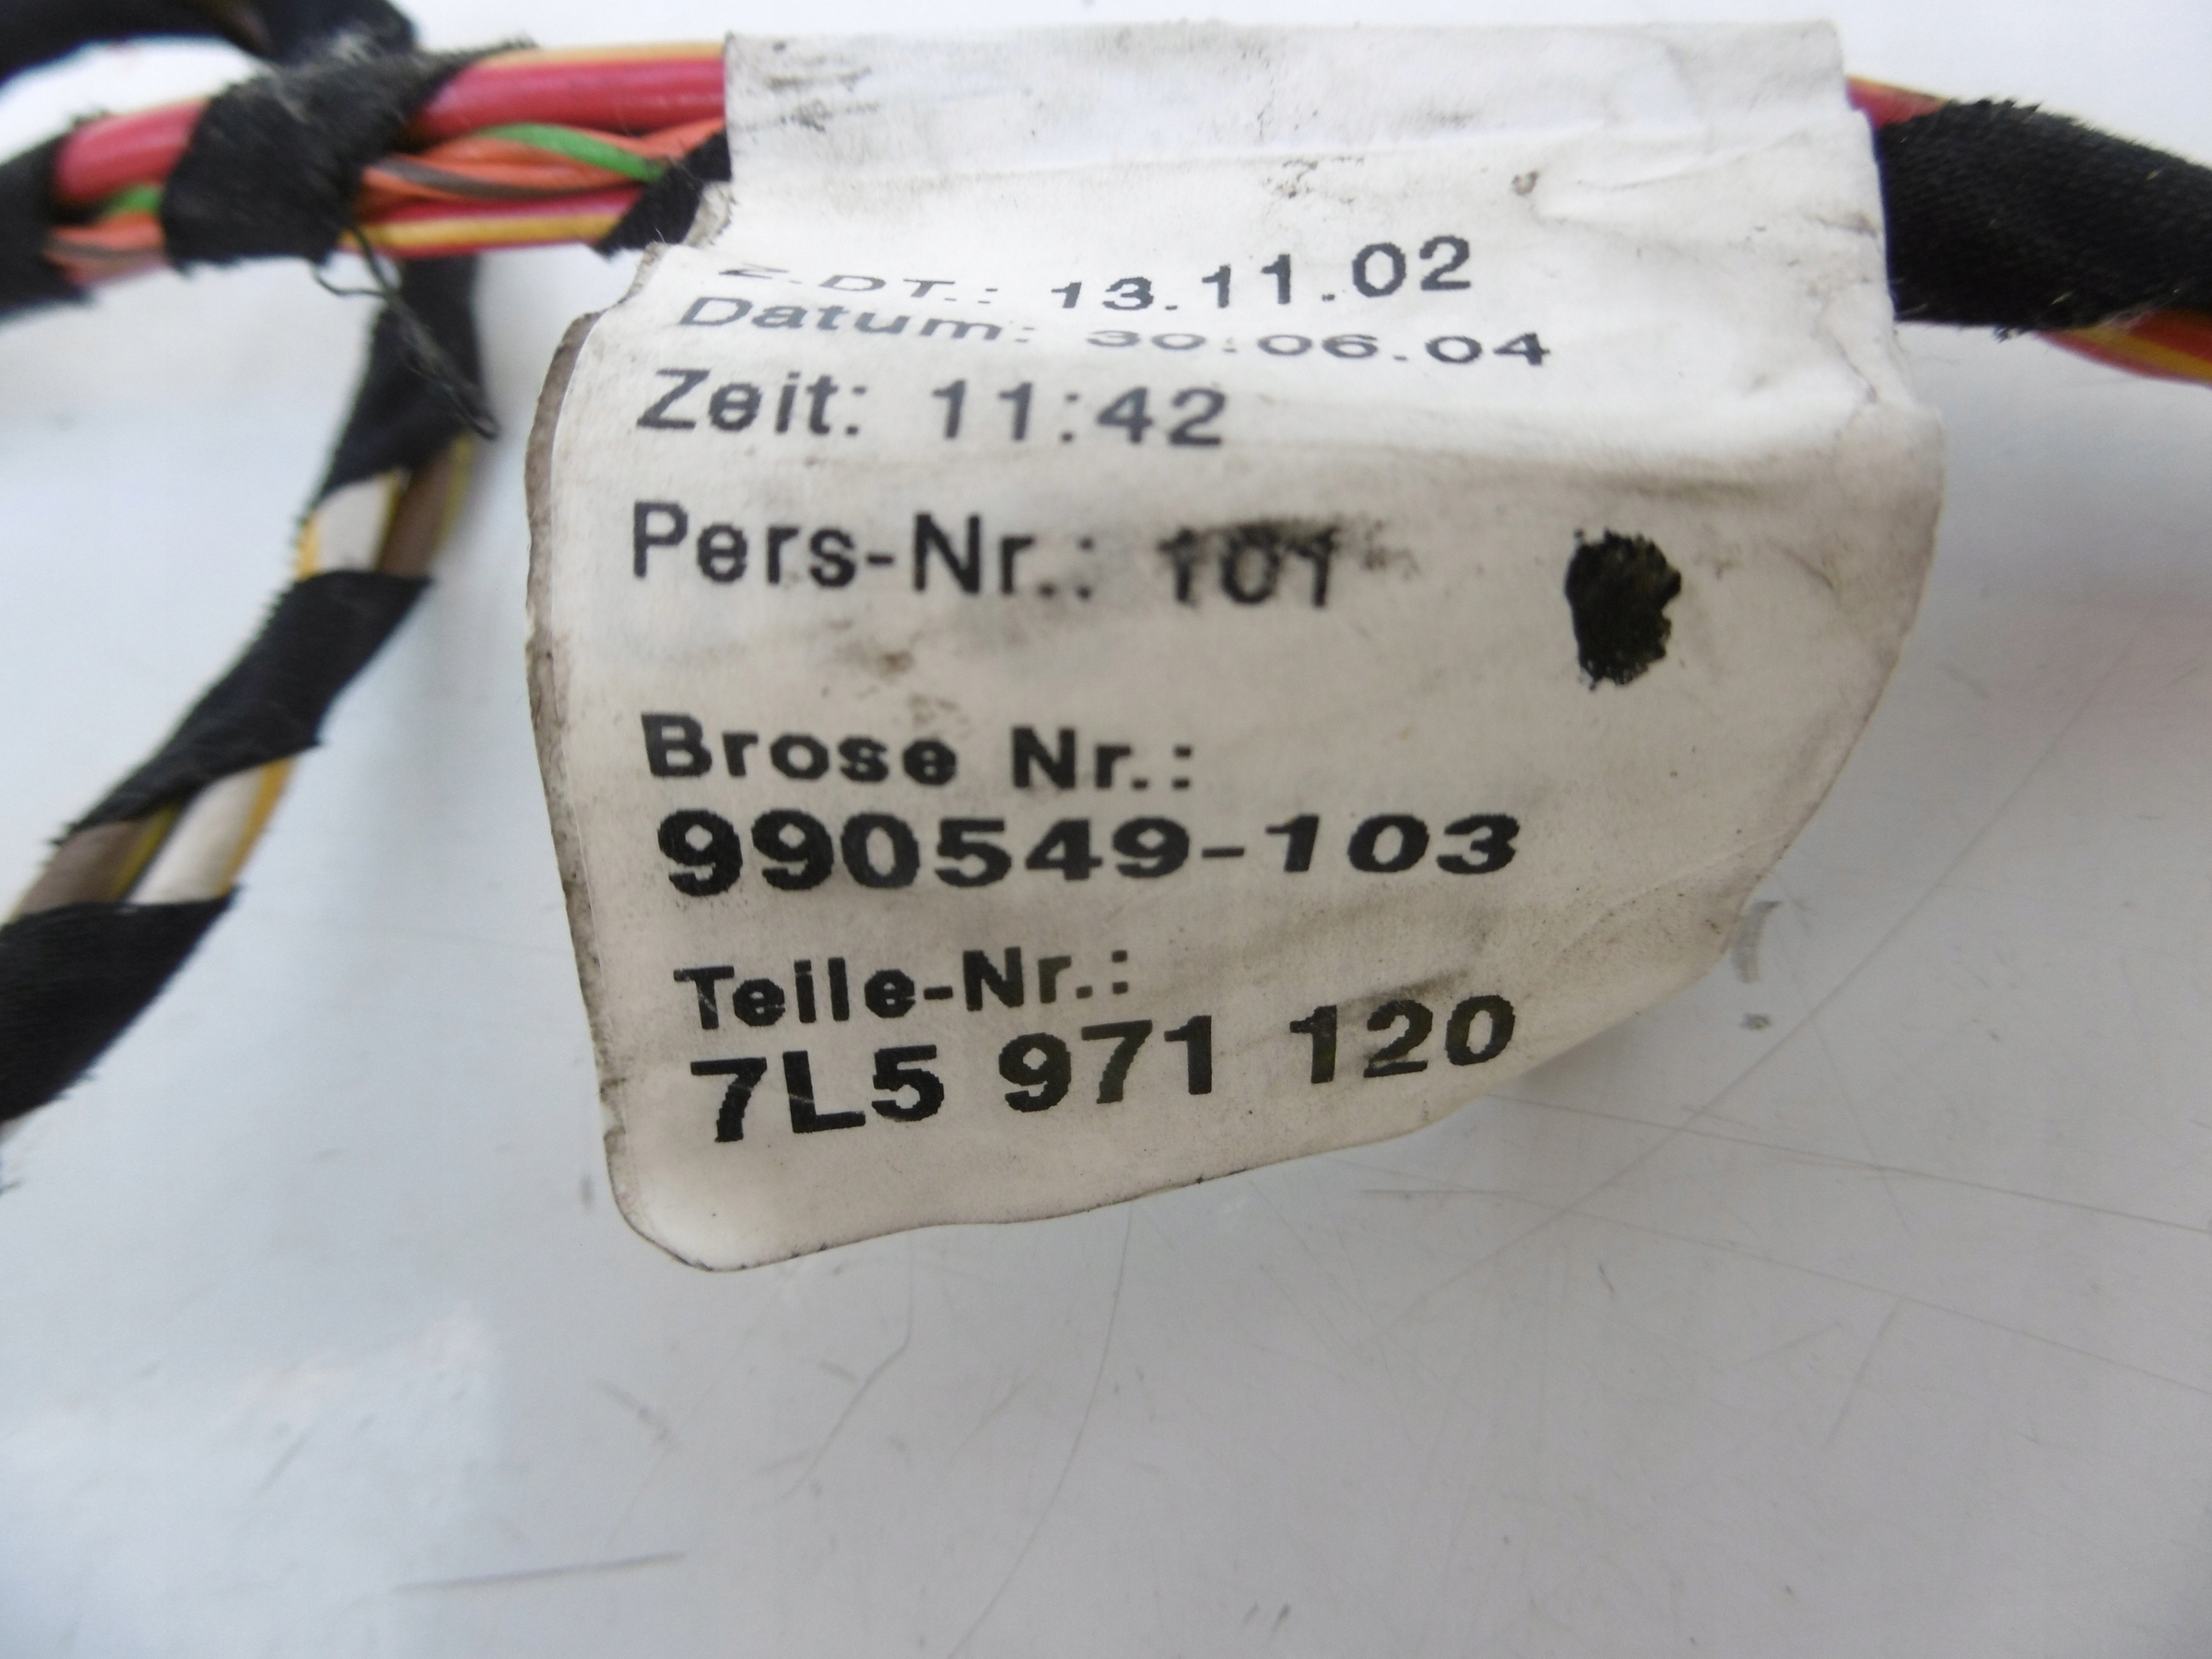 Z.DT.: 13.11.02
Datum: 30.06.04
Zeit: 11:42
Pers-Nr.: 101
Brose Nr.:
990549-103
Teile-Nr.:
7L5 971 120